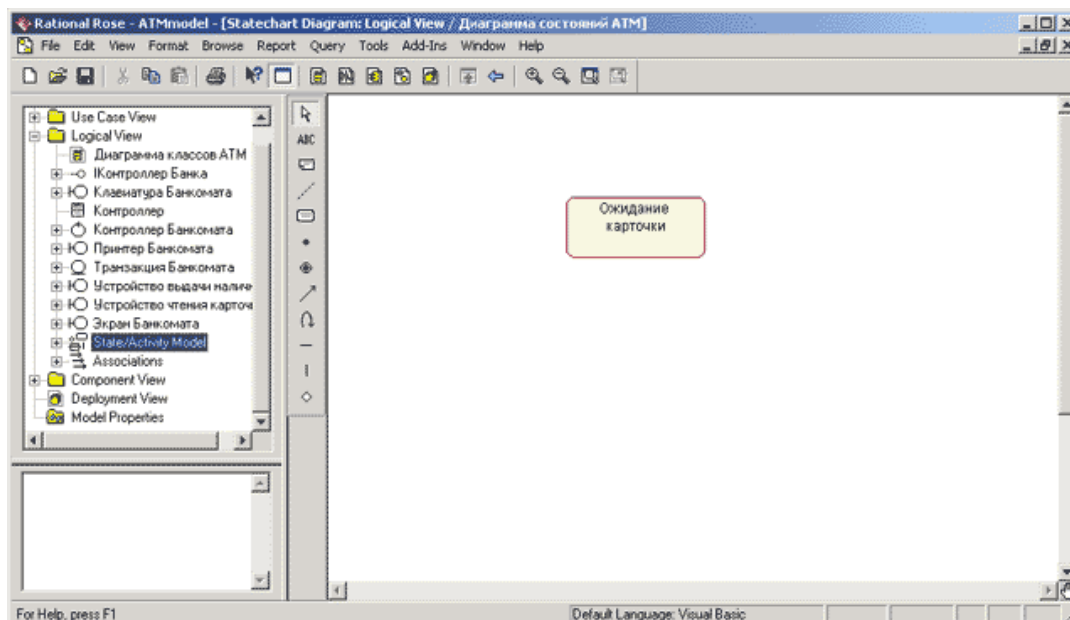 Rational Rose - ATMmodel - [Statechart Diagram: Logical View / Диаграмма состояний ATM]
File Edit View Format Browse Report Query Tools Add-Ins Window Help
Use Case View
Logical View
Диаграмма классов ATM
IКонтроллер Банка
Клавиатура Банкомата
Контроллер
Контроллер Банкомата
Принтер Банкомата
Транзакция Банкомата
Устройство выдачи налич
Устройство чтения карточ
Экран Банкомата
State/Activity Model
Associations
Component View
Deployment View
Model Properties
ABC
Ожидание
карточки
For Help, press F1
Default Language: Visual Basic